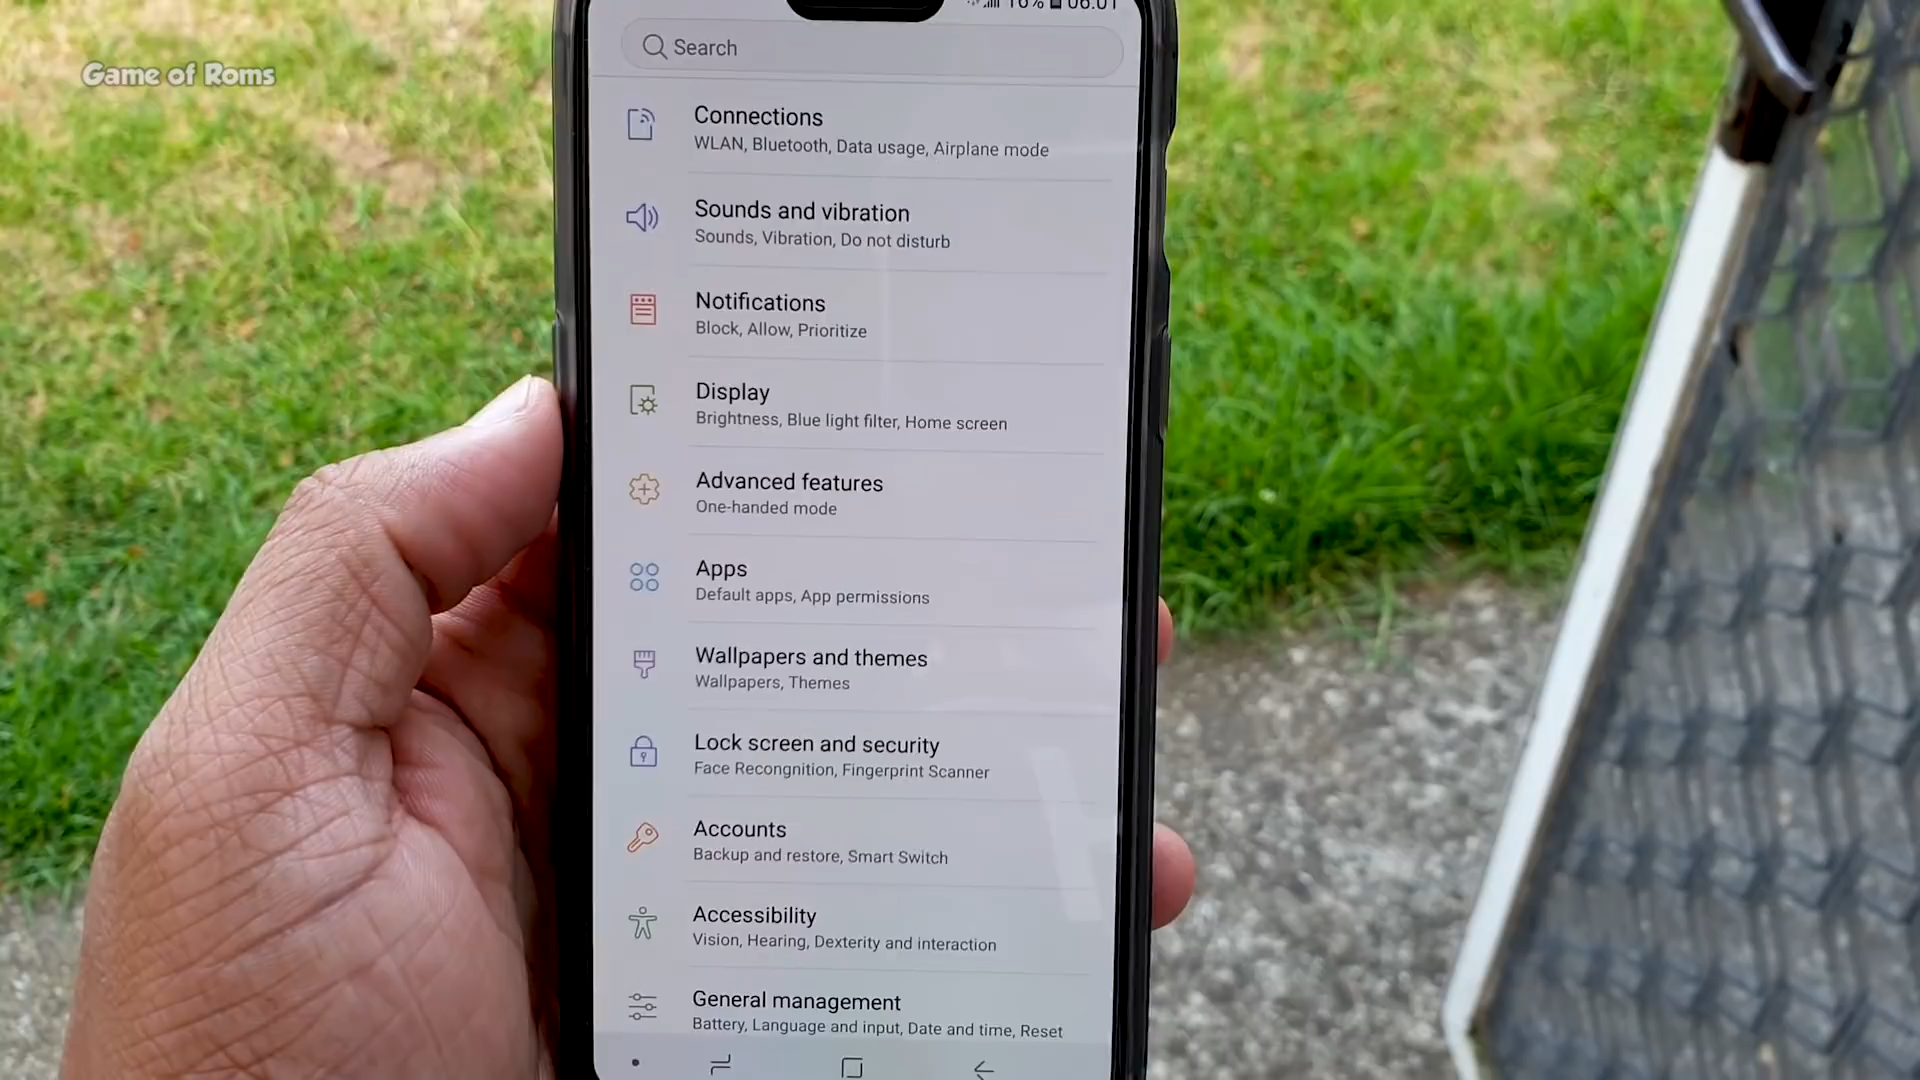 Game of Roms
16% 06:01
Search
Connections
WLAN, Bluetooth, Data usage, Airplane mode
Sounds and vibration
Sounds, Vibration, Do not disturb
Notifications
Block, Allow, Prioritize
Display
Brightness, Blue light filter, Home screen
Advanced features
One-handed mode
Apps
Default apps, App permissions
Wallpapers and themes
Wallpapers, Themes
Lock screen and security
Face Recongnition, Fingerprint Scanner
Accounts
Backup and restore, Smart Switch
Accessibility
Vision, Hearing, Dexterity and interaction
General management
Battery, Language and input, Date and time, Reset